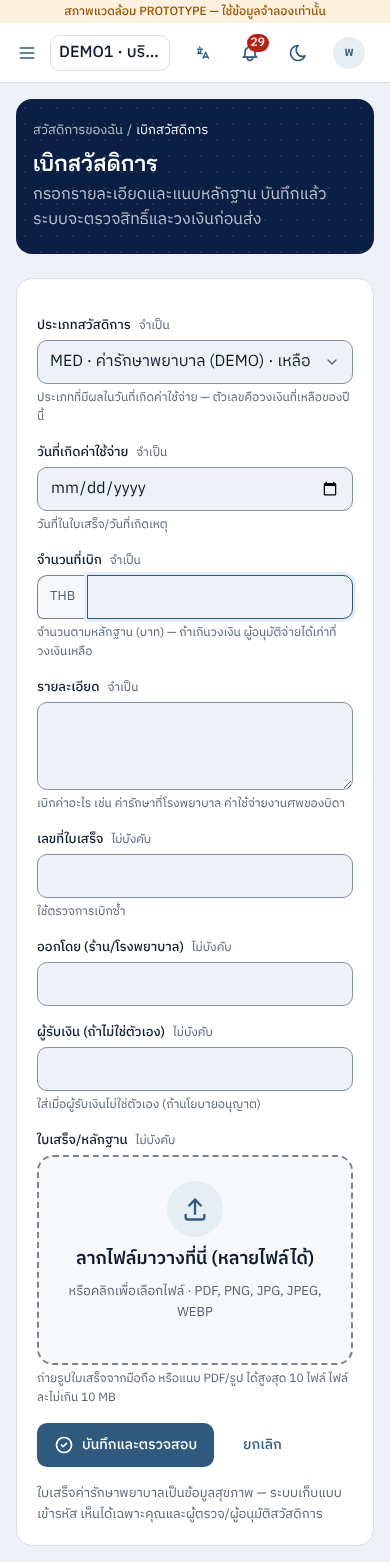 สภาพแวดล้อม PROTOTYPE — ใช้ข้อมูลจำลองเท่านั้น
DEMO1 · บริ...
29
พ
สวัสดิการของฉัน / เบิกสวัสดิการ
เบิกสวัสดิการ
กรอกรายละเอียดและแนบหลักฐาน บันทึกแล้ว
ระบบจะตรวจสิทธิ์และวงเงินก่อนส่ง
ประเภทสวัสดิการ จำเป็น
MED · ค่ารักษาพยาบาล (DEMO) · เหลือ
ประเภทที่มีผลในวันที่เกิดค่าใช้จ่าย — ตัวเลขคือวงเงินที่เหลือของปี
นี้
วันที่เกิดค่าใช้จ่าย จำเป็น
mm/dd/yyyy
วันที่ในใบเสร็จ/วันที่เกิดเหตุ
จำนวนที่เบิก จำเป็น
THB
จำนวนตามหลักฐาน (บาท) — ถ้าเกินวงเงิน ผู้อนุมัติจ่ายได้เท่าที่
วงเงินเหลือ
รายละเอียด จำเป็น
เบิกค่าอะไร เช่น ค่ารักษาที่โรงพยาบาล ค่าใช้จ่ายงานศพของบิดา
เลขที่ใบเสร็จ ไม่บังคับ
ใช้ตรวจการเบิกซ้ำ
ออกโดย (ร้าน/โรงพยาบาล) ไม่บังคับ
ผู้รับเงิน (ถ้าไม่ใช่ตัวเอง) ไม่บังคับ
ใส่เมื่อผู้รับเงินไม่ใช่ตัวเอง (ถ้านโยบายอนุญาต)
ใบเสร็จ/หลักฐาน ไม่บังคับ
ลากไฟล์มาวางที่นี่ (หลายไฟล์ได้)
หรือคลิกเพื่อเลือกไฟล์ · PDF, PNG, JPG, JPEG,
WEBP
ถ่ายรูปใบเสร็จจากมือถือ หรือแนบ PDF/รูป ได้สูงสุด 10 ไฟล์ ไฟล์
ละไม่เกิน 10 MB
บันทึกและตรวจสอบ
ยกเลิก
ใบเสร็จค่ารักษาพยาบาลเป็นข้อมูลสุขภาพ — ระบบเก็บแบบ
เข้ารหัส เห็นได้เฉพาะคุณและผู้ตรวจ/ผู้อนุมัติสวัสดิการ